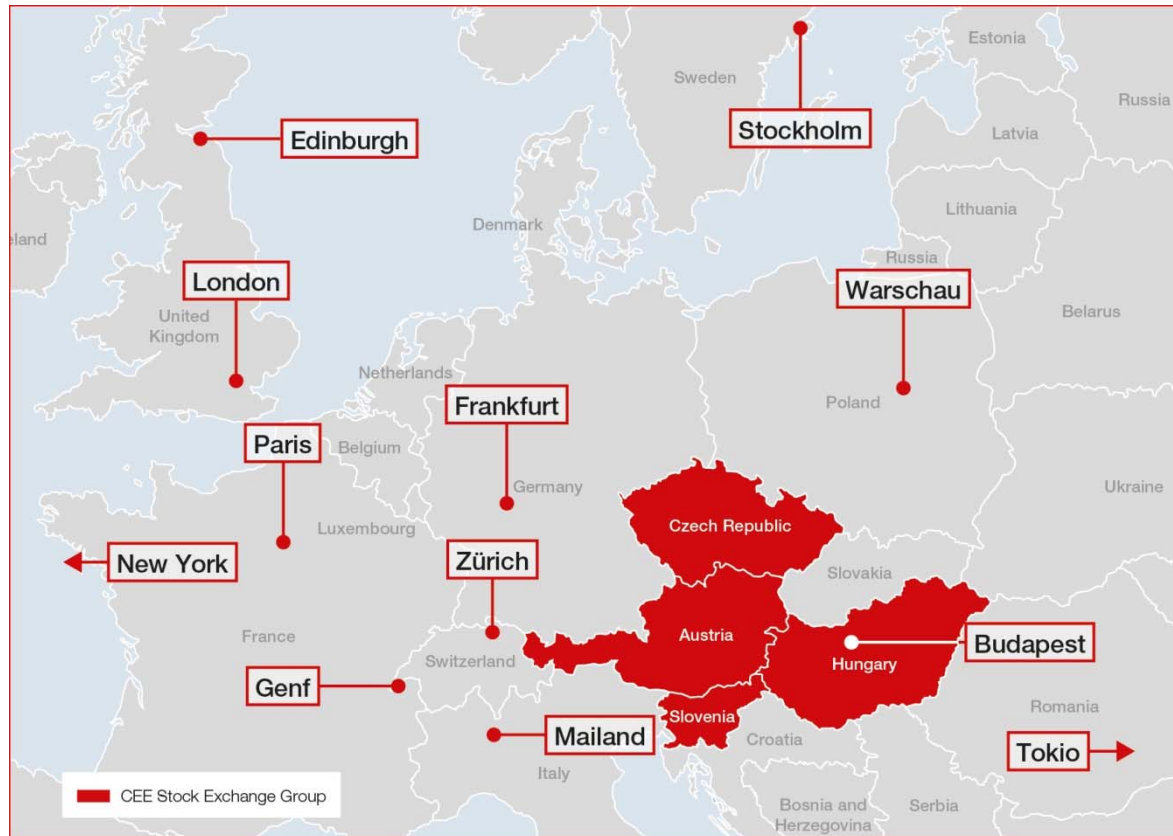 Estonia
Sweden
Russia
Stockholm
Edinburgh
Latvia
Lithuania
Denmark
eland
Russia
London
Warschau
United
Kingdom
Belarus
Netherlands
Frankfurt
Poland
Paris
Belgium
Germany
Ukraine
Luxembourg
Czech Republic
New York
Zürich
Slovakia
France
Austria
Budapest
Switzerland
Hungary
Genf
Romania
Slovenia
Mailand
Croatia
Tokio
Italy
CEE Stock Exchange Group
Bosnia and
Herzegovina
Serbia